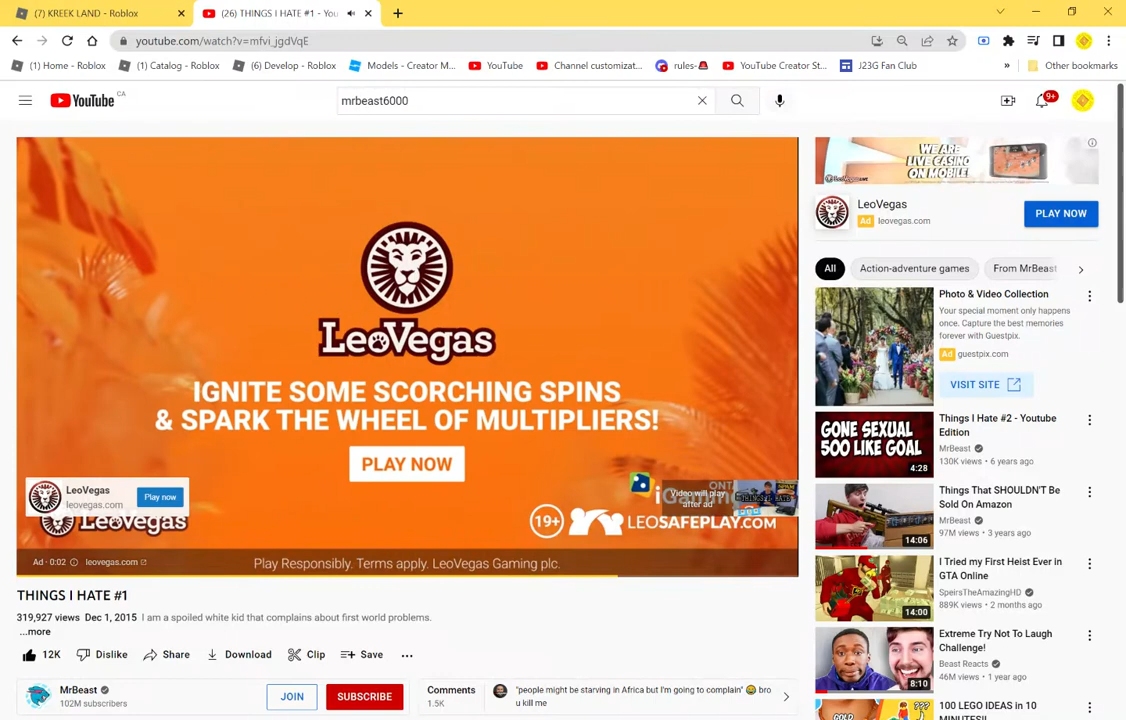 (7) KREEK LAND - Roblox
(26) THINGS I HATE #1 - You
youtube.com/watch?v=mfvi_jgdVqE
(1) Home - Roblox
(1) Catalog - Roblox
(6) Develop - Roblox
Models - Creator M...
YouTube
Channel customizat...
rules-🚨
YouTube Creator St...
J23G Fan Club
»
Other bookmarks
YouTube CA
mrbeast6000
9+
LeoVegas
IGNITE SOME SCORCHING SPINS
& SPARK THE WHEEL OF MULTIPLIERS!
PLAY NOW
LeoVegas
leovegas.com
Play now
LeoVegas
Video will play
after ad
19+
LEOSAFEPLAY.COM
Ad · 0:02
leovegas.com
Play Responsibly. Terms apply. LeoVegas Gaming plc.
THINGS I HATE #1
319,927 views Dec 1, 2015 I am a spoiled white kid that complains about first world problems.
...more
12K
Dislike
Share
Download
Clip
Save
MrBeast
102M subscribers
JOIN
SUBSCRIBE
Comments
1.5K
"people might be starving in Africa but I'm going to complain" 😂 bro
u kill me
WE ARE
LIVE CASINO
ON MOBILE!
LeoVegas
Ad leovegas.com
PLAY NOW
All
Action-adventure games
From MrBeast
Photo & Video Collection
Your special moment only happens
once. Capture the best memories
forever with Guestpix.
Ad guestpix.com
VISIT SITE
GONE SEXUAL
500 LIKE GOAL
4:28
Things I Hate #2 - Youtube
Edition
MrBeast
130K views • 6 years ago
14:06
Things That SHOULDN'T Be
Sold On Amazon
MrBeast
97M views • 3 years ago
14:00
I Tried my First Heist Ever in
GTA Online
SpeirsTheAmazingHD
889K views • 2 months ago
8:10
Extreme Try Not To Laugh
Challenge!
Beast Reacts
46M views • 1 year ago
???
100 LEGO IDEAS in 10
MINUTES!!